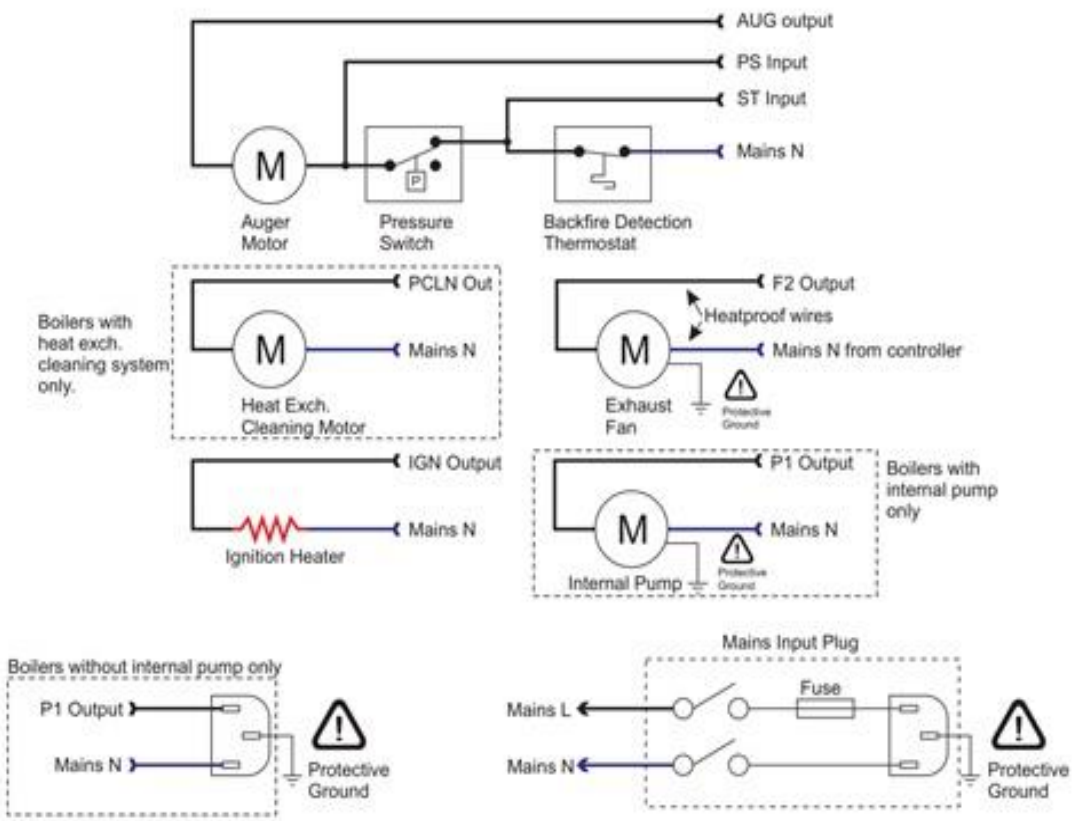 AUG output
PS Input
ST Input
Mains N
M
P
Auger
Motor
Pressure
Switch
Backfire Detection
Thermostat
Boilers with
heat exch.
cleaning system
only.
PCLN Out
M
Mains N
Heat Exch.
Cleaning Motor
F2 Output
Heatproof wires
M
Mains N from controller
Exhaust
Fan
!
Protective
Ground
IGN Output
Mains N
Ignition Heater
P1 Output
M
Mains N
Internal Pump
!
Protective
Ground
Boilers with
internal pump
only
Boilers without internal pump only
P1 Output
Mains N
!
Protective
Ground
Mains Input Plug
Fuse
Mains L
Mains N
!
Protective
Ground